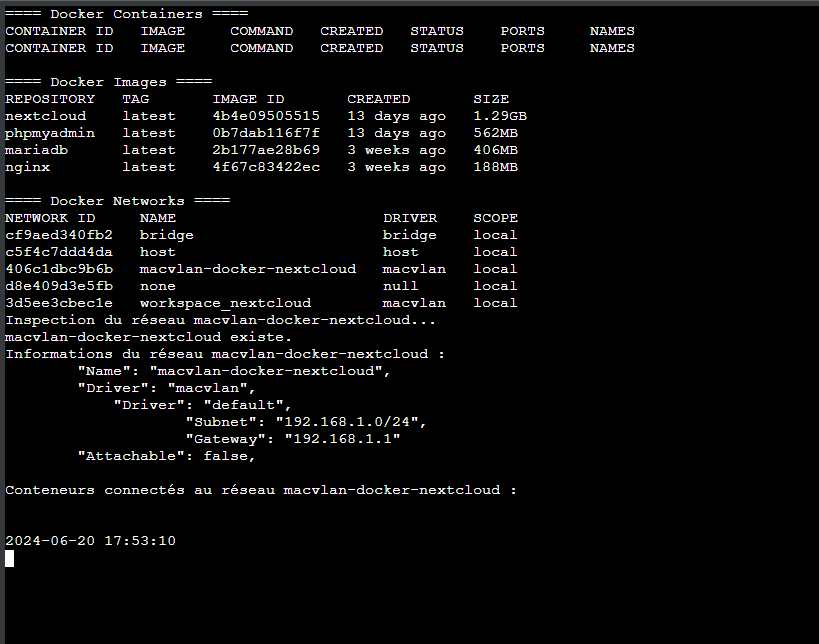 ==== Docker Containers ====
CONTAINER ID   IMAGE     COMMAND   CREATED   STATUS    PORTS     NAMES
CONTAINER ID   IMAGE     COMMAND   CREATED   STATUS    PORTS     NAMES
==== Docker Images ====
REPOSITORY   TAG       IMAGE ID       CREATED       SIZE
nextcloud    latest    4b4e09505515   13 days ago   1.29GB
phpmyadmin   latest    0b7dab116f7f   13 days ago   562MB
mariadb      latest    2b177ae28b69   3 weeks ago   406MB
nginx        latest    4f67c83422ec   3 weeks ago   188MB
==== Docker Networks ====
NETWORK ID     NAME                       DRIVER    SCOPE
cf9aed340fb2   bridge                     bridge    local
c5f4c7ddd4da   host                       host      local
406c1dbc9b6b   macvlan-docker-nextcloud   macvlan   local
d8e409d3e5fb   none                       null      local
3d5ee3cbec1e   workspace_nextcloud        macvlan   local
Inspection du réseau macvlan-docker-nextcloud...
macvlan-docker-nextcloud existe.
Informations du réseau macvlan-docker-nextcloud :
        "Name": "macvlan-docker-nextcloud",
        "Driver": "macvlan",
            "Driver": "default",
                    "Subnet": "192.168.1.0/24",
                    "Gateway": "192.168.1.1"
        "Attachable": false,
Conteneurs connectés au réseau macvlan-docker-nextcloud :
2024-06-20 17:53:10